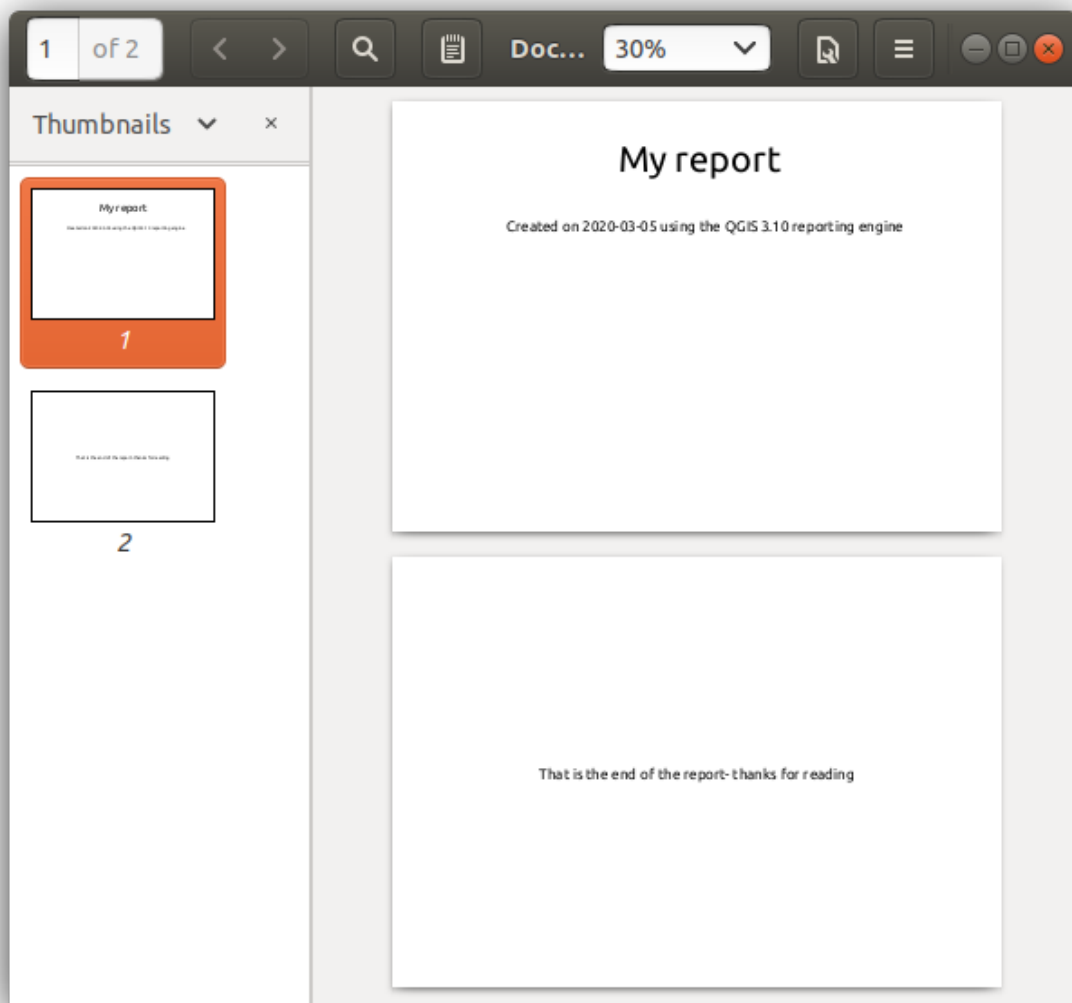 1 of 2
Doc...
30%
Thumbnails
My report
1
2
My report
Created on 2020-03-05 using the QGIS 3.10 reporting engine
That is the end of the report- thanks for reading